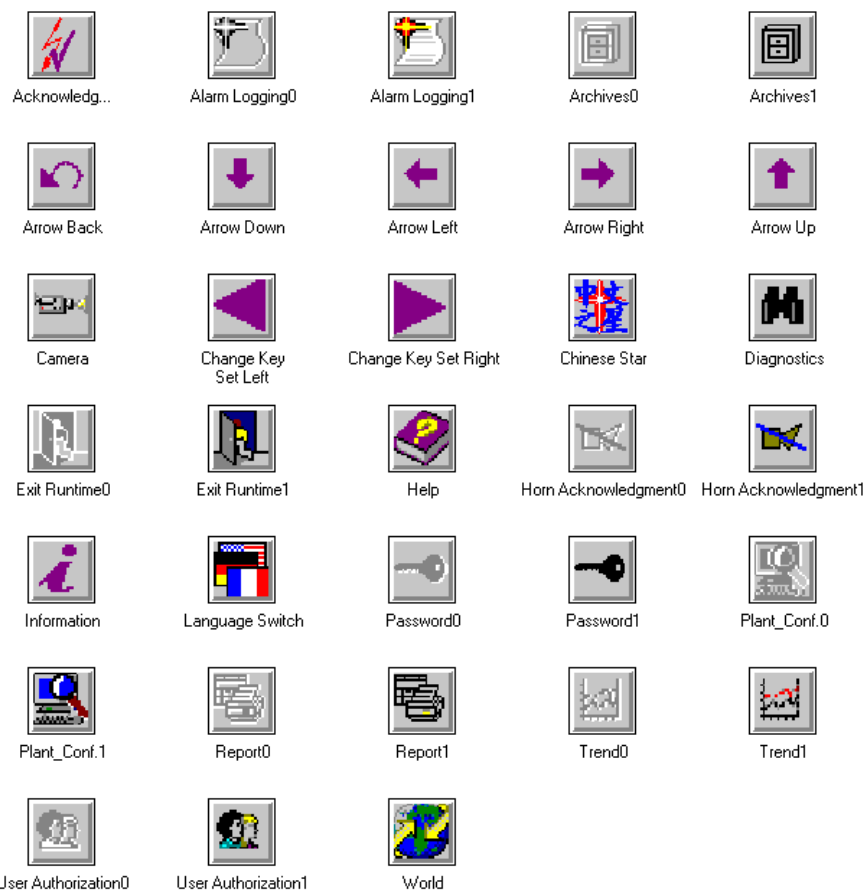 Acknowledg...
Alarm Logging0
Alarm Logging1
Archives0
Archives1
Arrow Back
Arrow Down
Arrow Left
Arrow Right
Arrow Up
Camera
Change Key
Set Left
Change Key Set Right
Chinese Star
Diagnostics
Exit Runtime0
Exit Runtime1
Help
Horn Acknowledgment0
Horn Acknowledgment1
Information
Language Switch
Password0
Password1
Plant_Conf.0
Plant_Conf.1
Report0
Report1
Trend0
Trend1
User Authorization0
User Authorization1
World